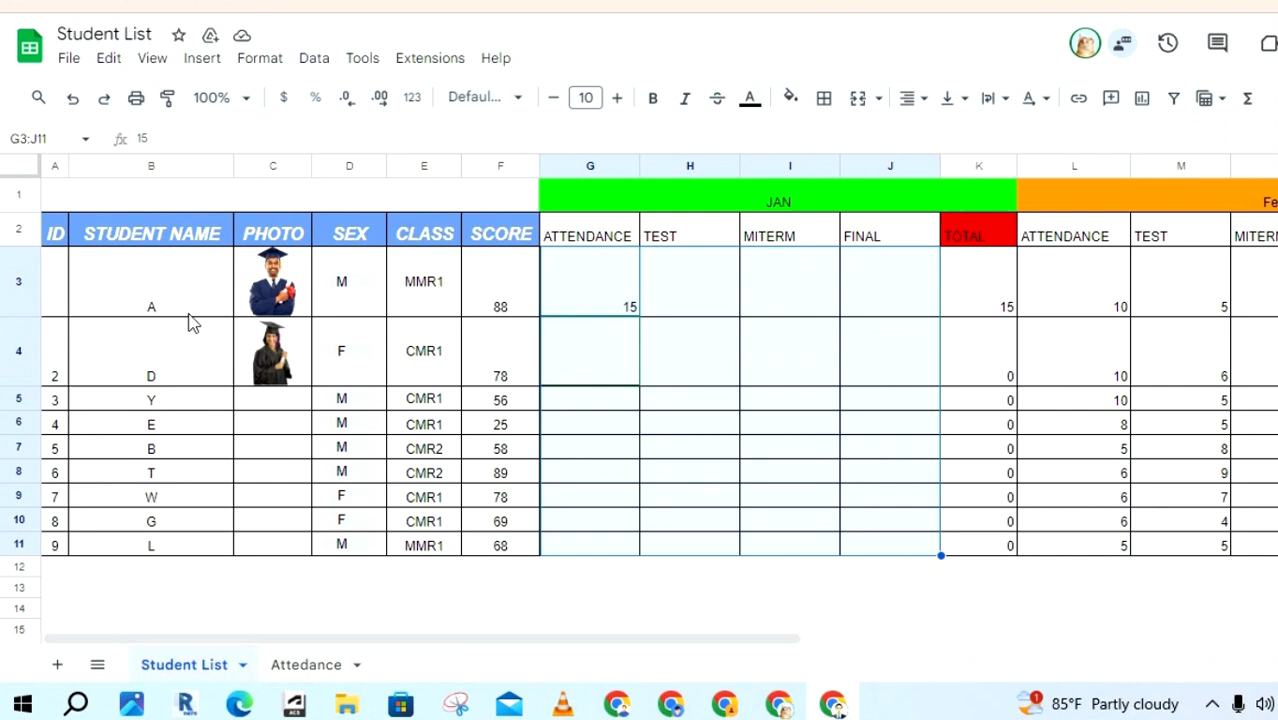 Student List
File Edit View Insert Format Data Tools Extensions Help
100% $ % .0 .00 123 Defaul... − 10 + B I S A
G3:J11 fx 15
A B C D E F G H I J K L M
1 JAN Fe
2 ID STUDENT NAME PHOTO SEX CLASS SCORE ATTENDANCE TEST MITERM FINAL TOTAL ATTENDANCE TEST MITERM
3 A M MMR1 88 15 15 10 5
4 2 D F CMR1 78 0 10 6
5 3 Y M CMR1 56 0 10 5
6 4 E M CMR1 25 0 8 5
7 5 B M CMR2 58 0 5 8
8 6 T M CMR2 89 0 6 9
9 7 W F CMR1 78 0 6 7
10 8 G F CMR1 69 0 6 4
11 9 L M MMR1 68 0 5 5
12
13
14
15
+ Student List Attedance
1 85°F Partly cloudy